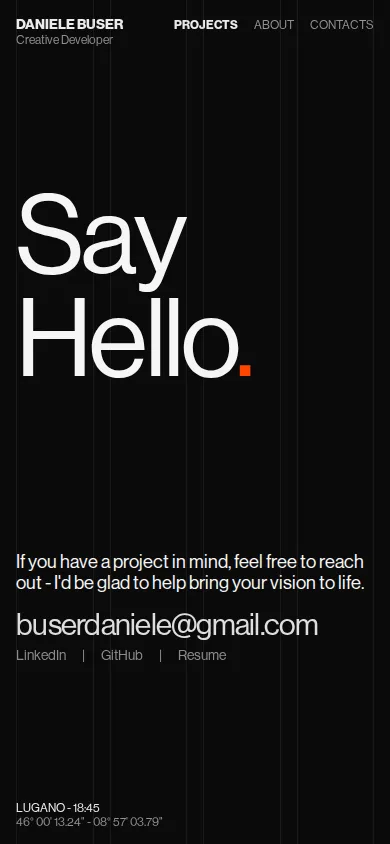 DANIELE BUSER
Creative Developer
PROJECTS ABOUT CONTACTS
Say
Hello.
If you have a project in mind, feel free to reach
out - I'd be glad to help bring your vision to life.
buserdaniele@gmail.com
LinkedIn | GitHub | Resume
LUGANO - 18:45
46° 00' 13.24" - 08° 57' 03.79"